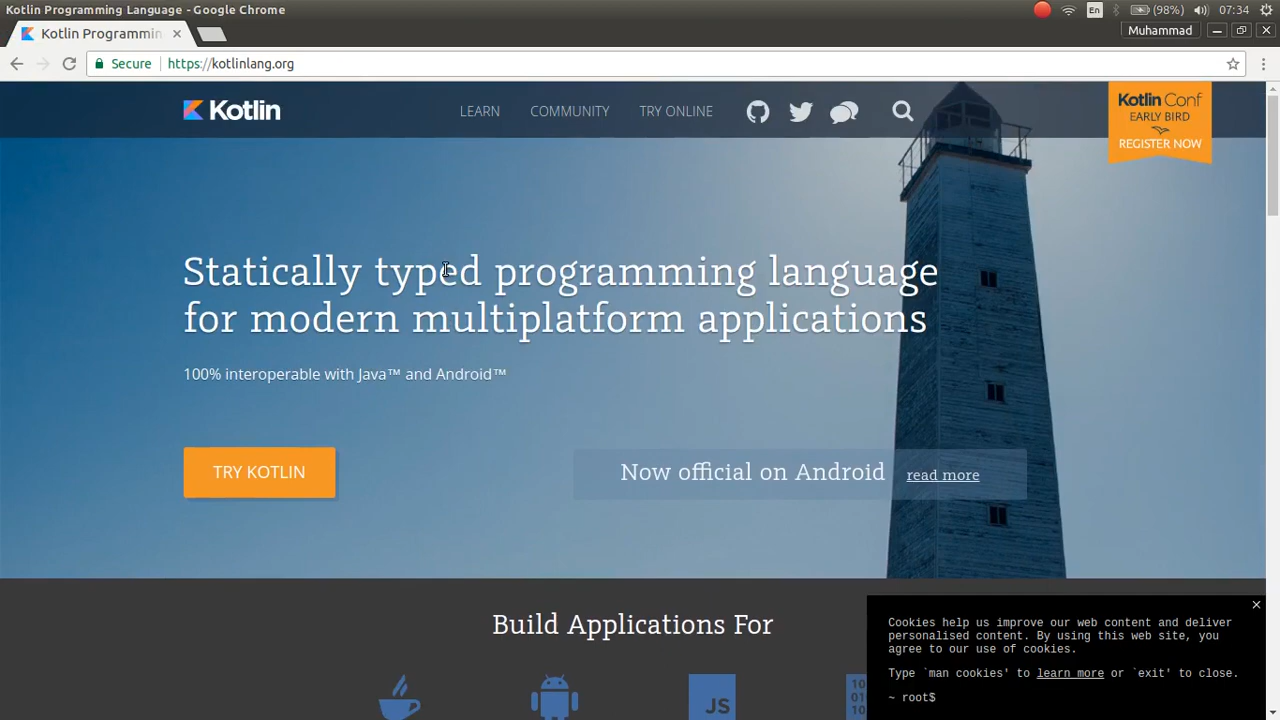 Kotlin Programming Language - Google Chrome
En
(98%)
07:34
Kotlin Programmin
Muhammad
Secure
https://kotlinlang.org
Kotlin
LEARN
COMMUNITY
TRY ONLINE
Kotlin Conf
EARLY BIRD
REGISTER NOW
Statically typed programming language
for modern multiplatform applications
100% interoperable with Java™ and Android™
TRY KOTLIN
Now official on Android read more
Build Applications For
JS
Cookies help us improve our web content and deliver
personalised content. By using this web site, you
agree to our use of cookies.
Type `man cookies' to learn more or `exit' to close.
~ root$